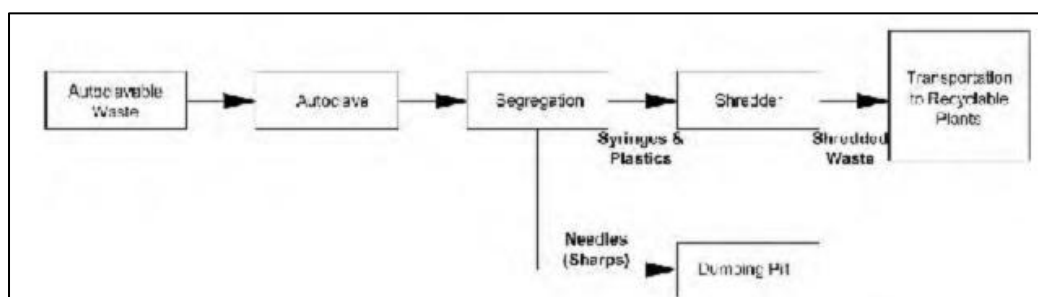 Autoclavable
Waste
Autoclave
Segregation
Shredder
Transportation
to Recyclable
Plants
Syringes &
Plastics
Shredded
Waste
Needles
(Sharps)
Dumping Pit